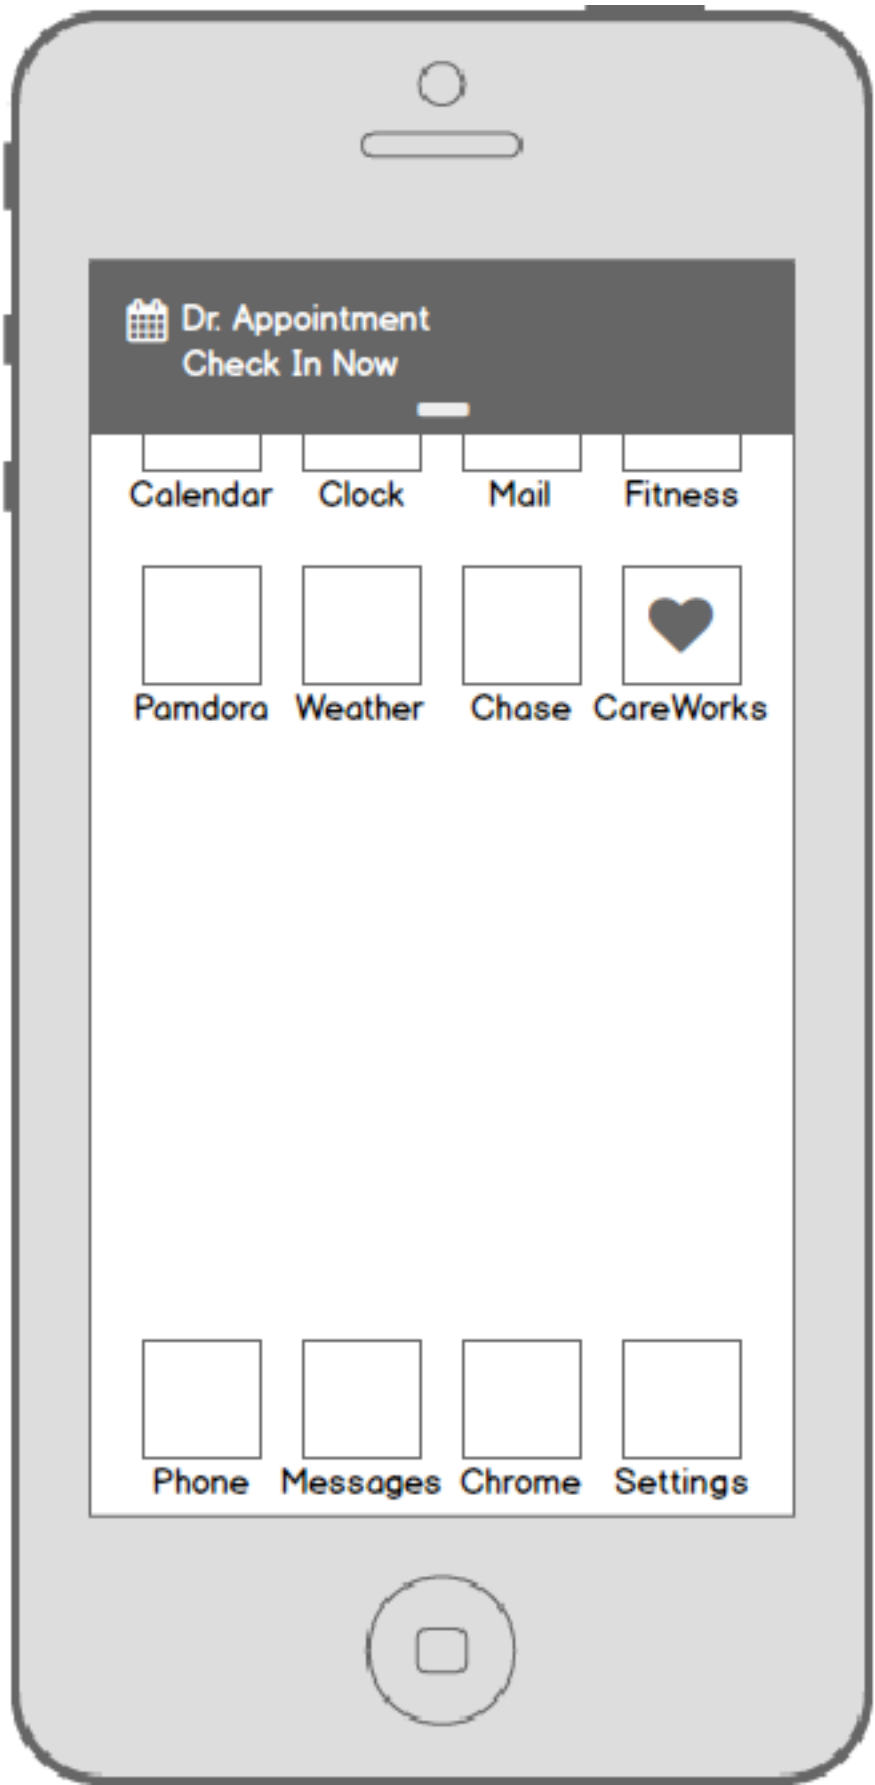 Dr. Appointment
Check In Now
Calendar Clock Mail Fitness
Pamdora Weather Chase CareWorks
Phone Messages Chrome Settings